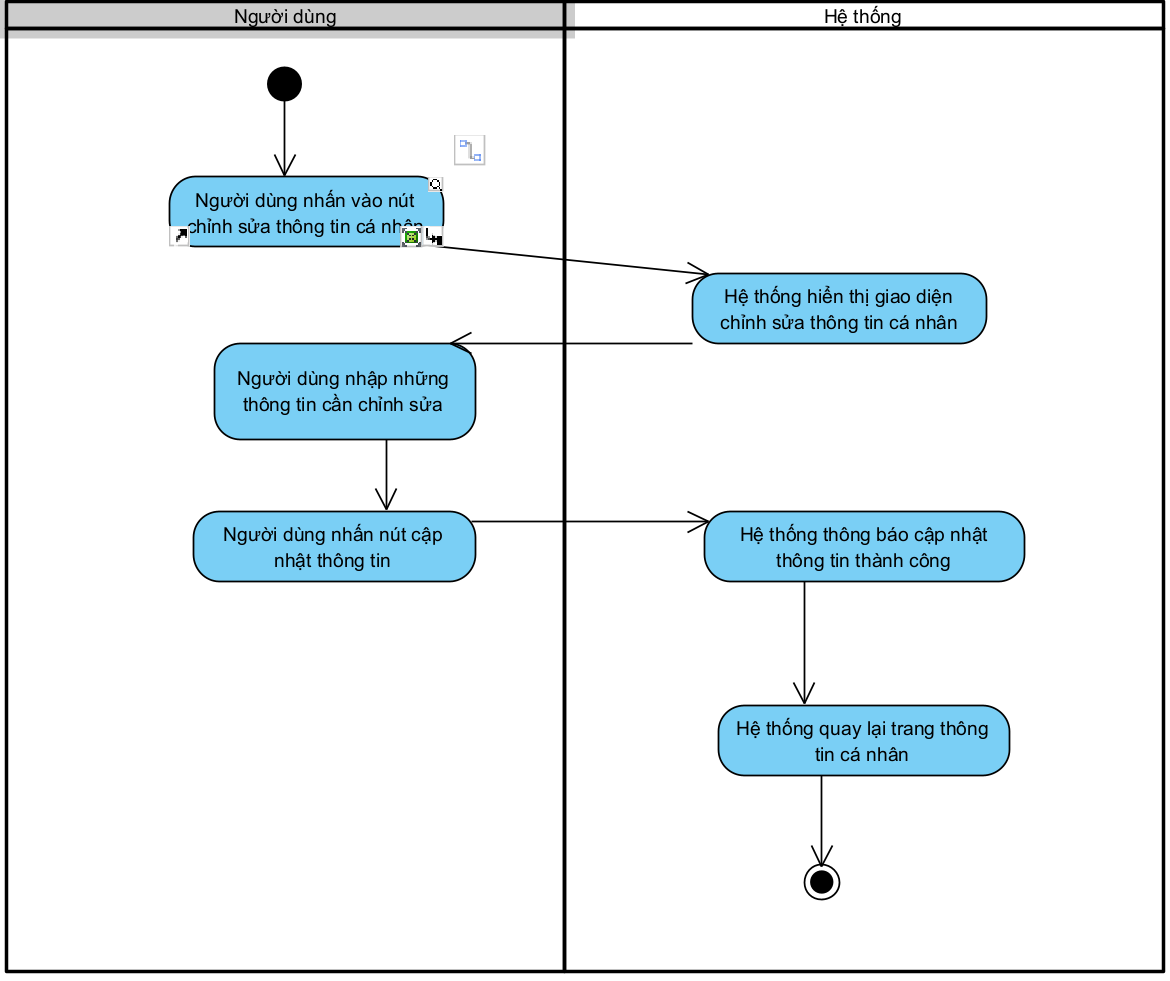 Người dùng
Hệ thống
Người dùng nhấn vào nút
chỉnh sửa thông tin cá nhân
Hệ thống hiển thị giao diện
chỉnh sửa thông tin cá nhân
Người dùng nhập những
thông tin cần chỉnh sửa
Người dùng nhấn nút cập
nhật thông tin
Hệ thống thông báo cập nhật
thông tin thành công
Hệ thống quay lại trang thông
tin cá nhân